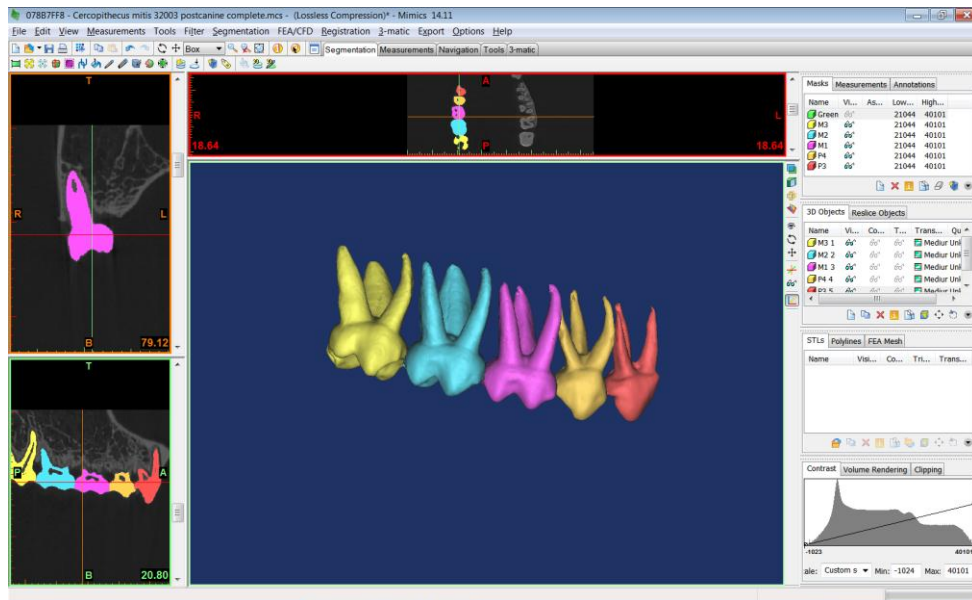 078B7FF8 - Cercopithecus mitis 32003 postcanine complete.mcs - (Lossless Compression)* - Mimics 14.11
File Edit View Measurements Tools Filter Segmentation FEA/CFD Registration 3-matic Export Options Help
Box Segmentation Measurements Navigation Tools 3-matic
T
R L
B 79.12
A
R L
18.64 P 18.64
T
P A
B 20.80
Masks Measurements Annotations
Name Vi... As... Low... High...
Green 21044 40101
M3 21044 40101
M2 21044 40101
M1 21044 40101
P4 21044 40101
P3 21044 40101
3D Objects Reslice Objects
Name Vi... Co... T... Trans... Qu
M3 1 Mediur Unl
M2 2 Mediur Unl
M1 3 Mediur Unl
P4 4 Mediur Unl
P3 5 Mediur Unl
STLs Polylines FEA Mesh
Name Visi... Co... Tri... Trans...
Contrast Volume Rendering Clipping
-1023 40101
ale: Custom s Min: -1024 Max: 40101